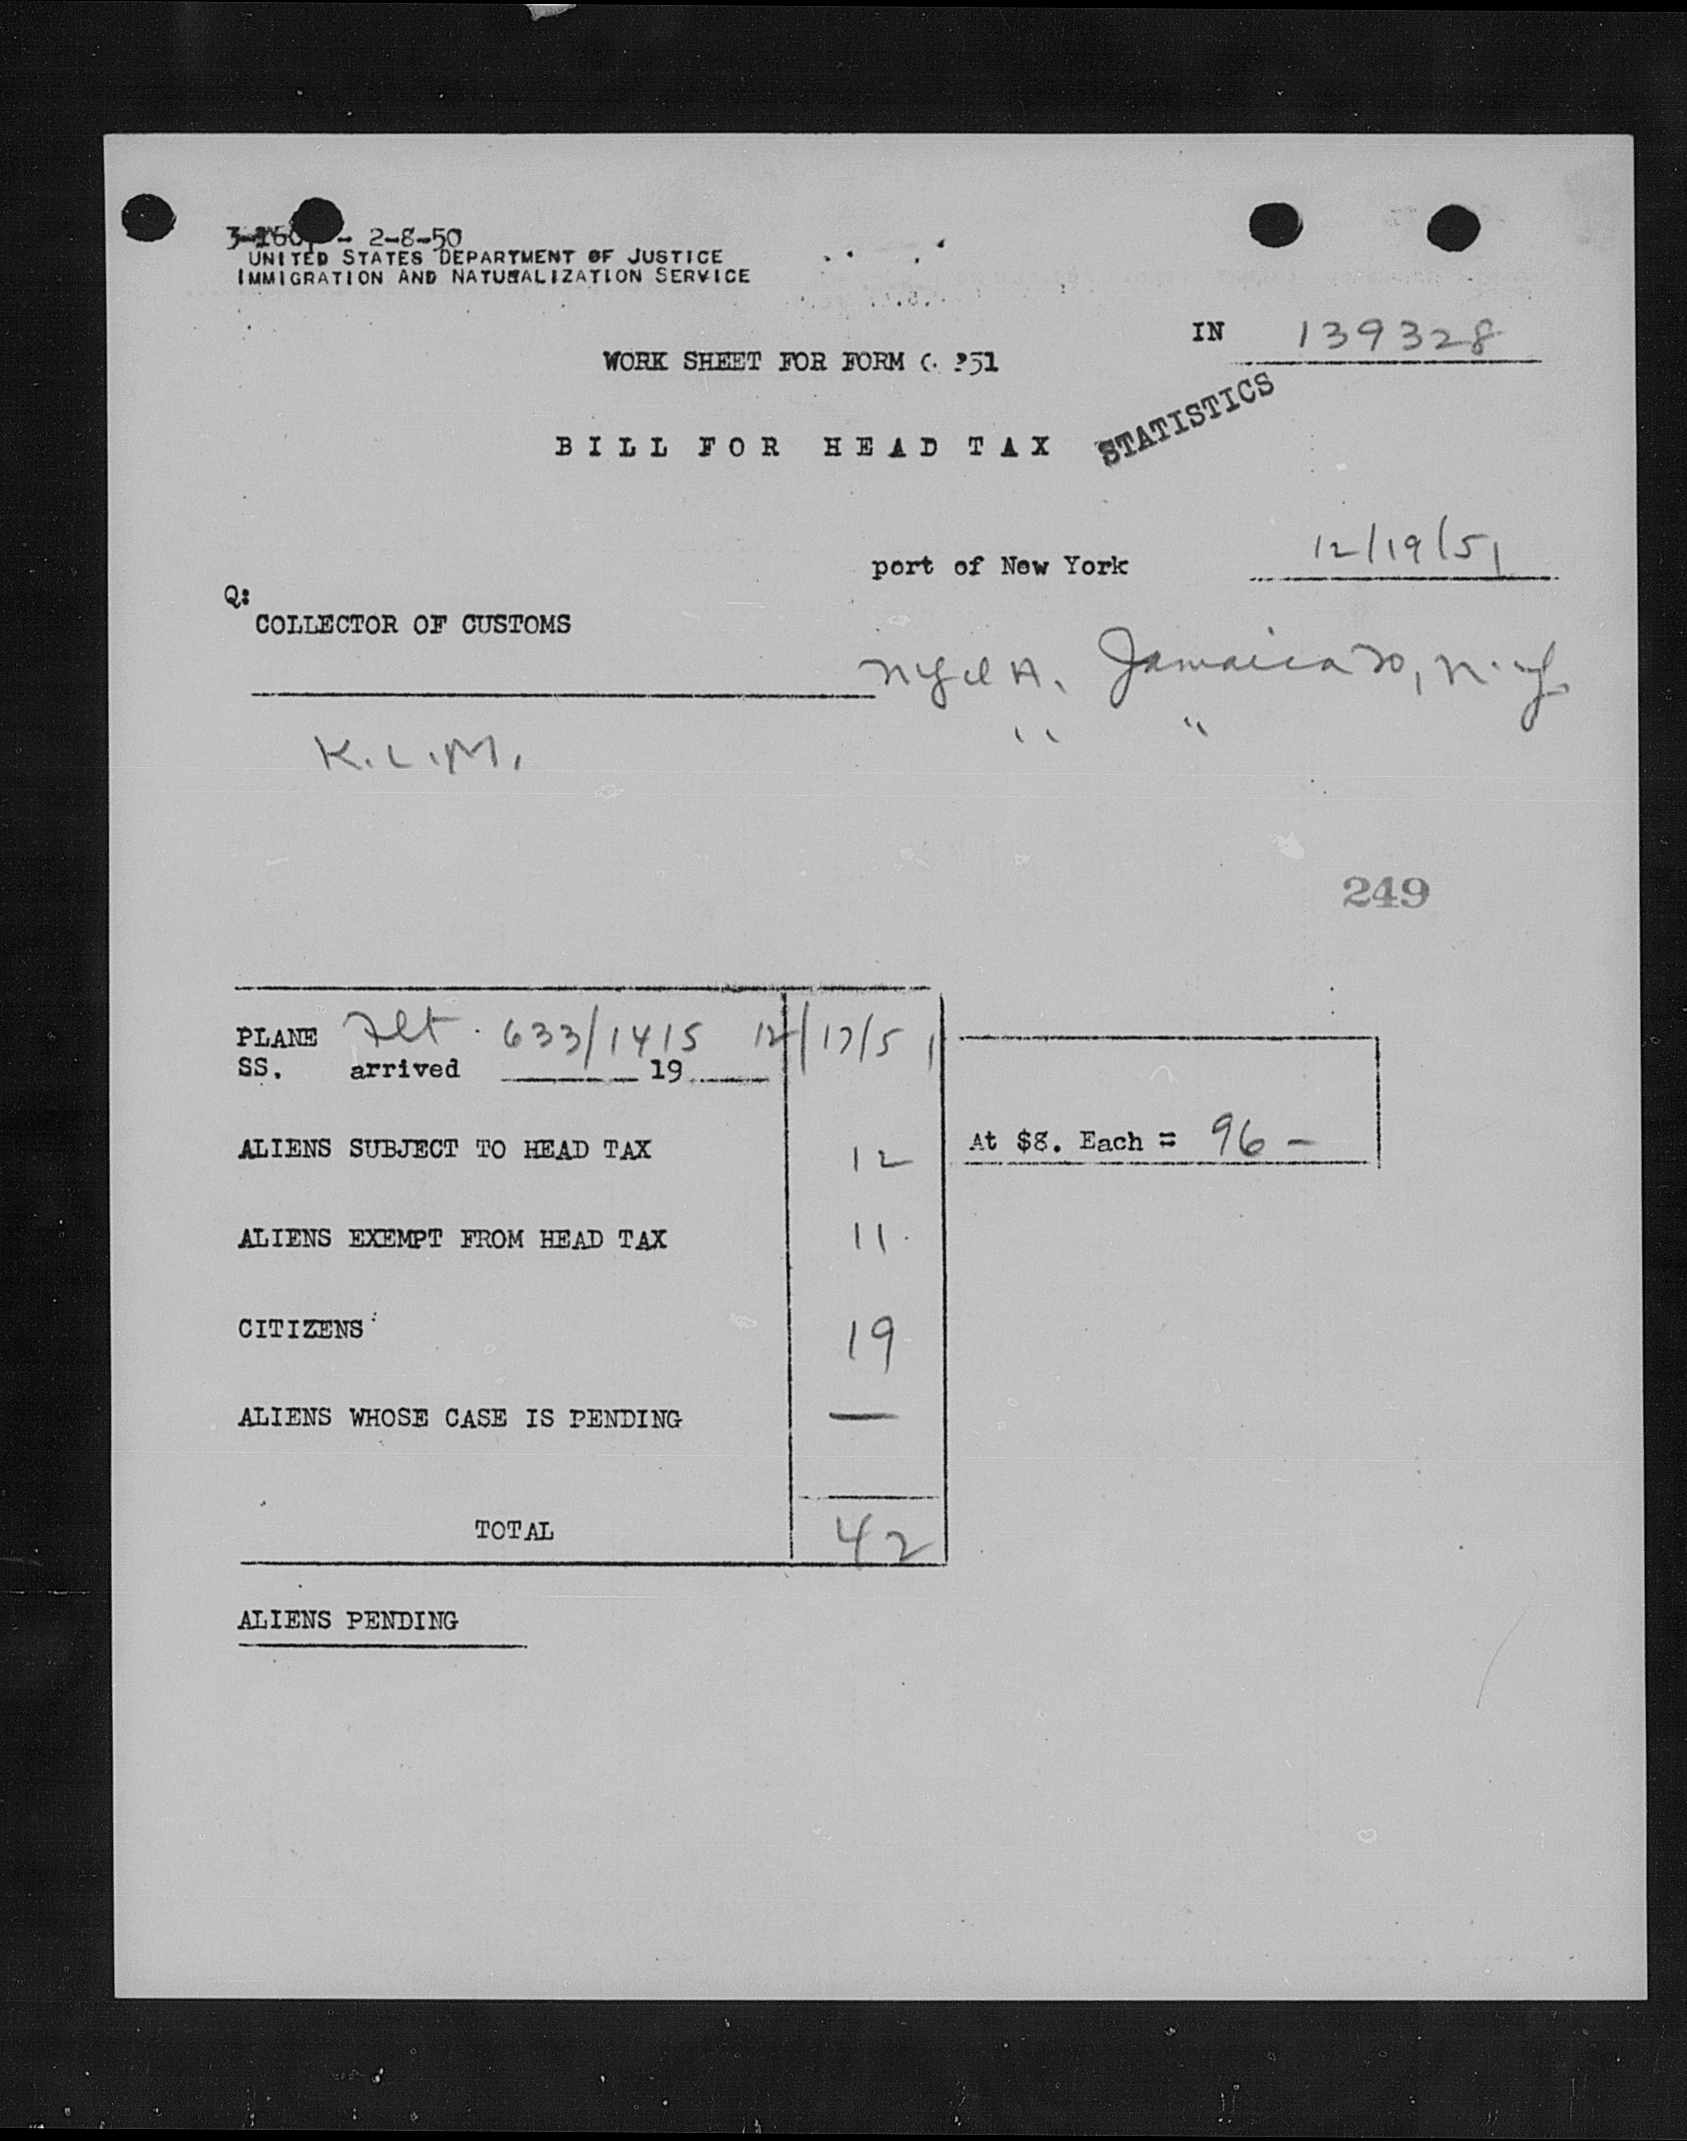 2-8-50
UNITED STATES DEPARTMENT OF JUSTICE
IMMIGRATION AND NATURALIZATION SERVICE
IN 139328
WORK SHEET FOR FORM 51
BILL FOR HEAD TAX
STATISTICS
port of New York 12/19/51
Q:
COLLECTOR OF CUSTOMS
Jamaica 30, N.Y.
" "
K.L.M.
249
PLANE Flt. 633/1415 12/17/51
SS. arrived 19
ALIENS SUBJECT TO HEAD TAX 12 At $8. Each = 96 —
ALIENS EXEMPT FROM HEAD TAX 11
CITIZENS 19
ALIENS WHOSE CASE IS PENDING —
TOTAL 42
ALIENS PENDING